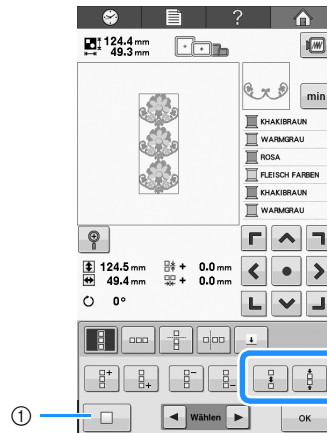 ?
124.4 mm
49.3 mm
min
KHAKIBRAUN
WARMGRAU
ROSA
FLEISCH FARBEN
KHAKIBRAUN
WARMGRAU
124.5 mm + 0.0 mm
49.4 mm + 0.0 mm
0°
① Wählen OK